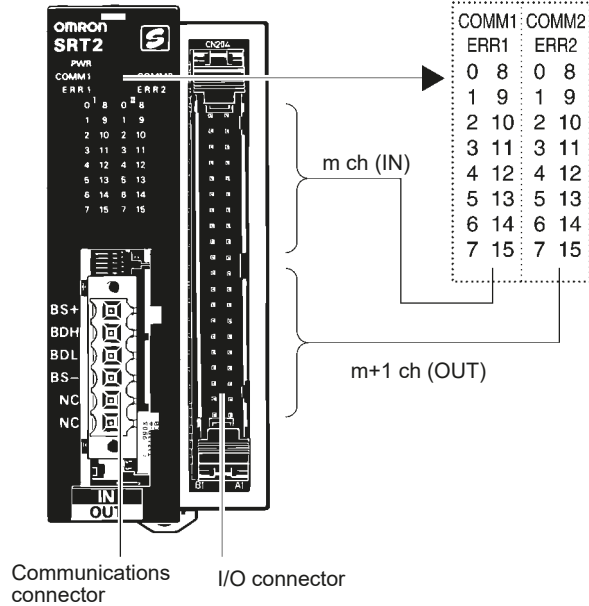 OMRON
SRT2
S
PWR
COMM1 COMM2
ERR1 ERR2
I II
0 8 0 8
1 9 1 9
2 10 2 10
3 11 3 11
4 12 4 12
5 13 5 13
6 14 6 14
7 15 7 15
BS+
BDH
BDL
BS−
NC
NC
IN
OUT
CN204
B1 A1
m ch (IN)
m+1 ch (OUT)
COMM1 COMM2
ERR1 ERR2
0 8 0 8
1 9 1 9
2 10 2 10
3 11 3 11
4 12 4 12
5 13 5 13
6 14 6 14
7 15 7 15
Communications
connector
I/O connector